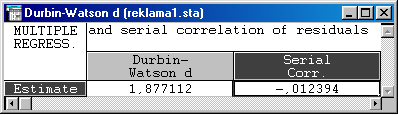 Durbin-Watson d (reklama1.sta)
MULTIPLE REGRESS.
and serial correlation of residuals
Durbin-Watson d
Serial Corr.
Estimate 1,877112 -,012394